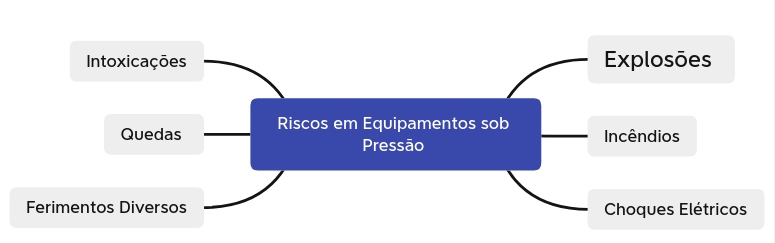 Intoxicações
Quedas
Ferimentos Diversos
Riscos em Equipamentos sob
Pressão
Explosões
Incêndios
Choques Elétricos